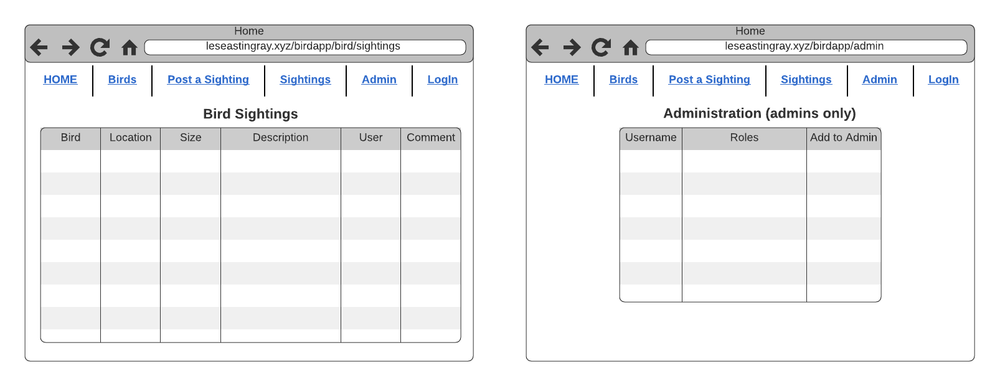 Home
leseastingray.xyz/birdapp/bird/sightings
HOME Birds Post a Sighting Sightings Admin LogIn
Bird Sightings
Bird Location Size Description User Comment
Home
leseastingray.xyz/birdapp/admin
HOME Birds Post a Sighting Sightings Admin LogIn
Administration (admins only)
Username Roles Add to Admin